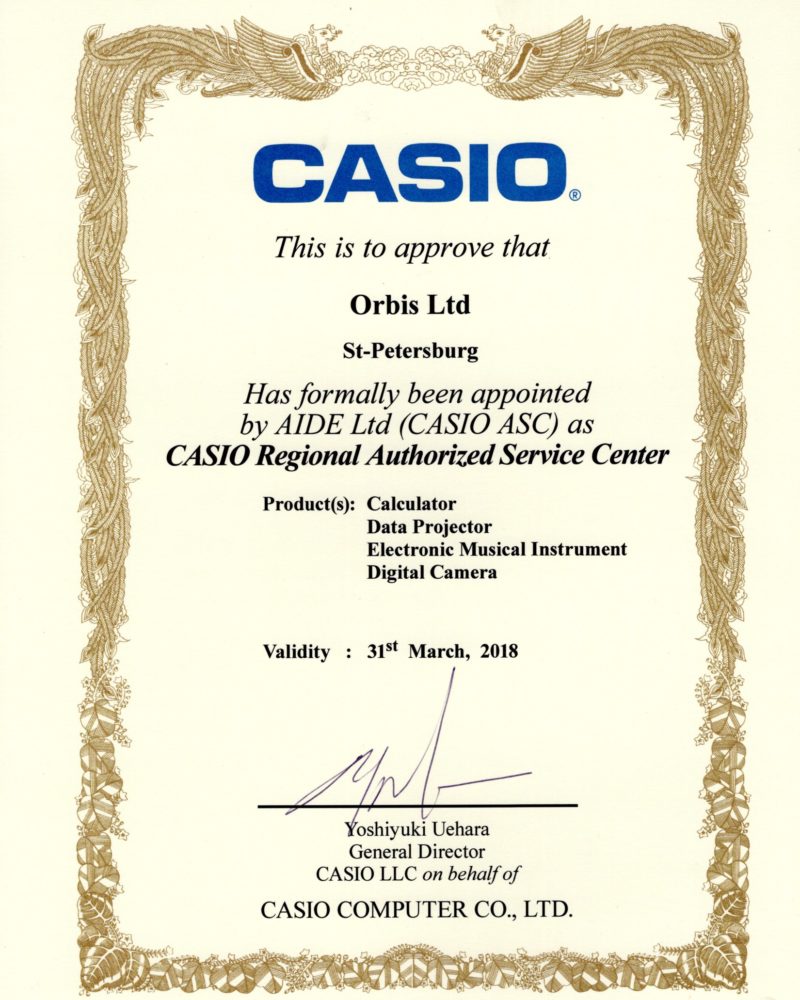 CASIO®
This is to approve that
Orbis Ltd
St-Petersburg
Has formally been appointed
by AIDE Ltd (CASIO ASC) as
CASIO Regional Authorized Service Center
Product(s): Calculator
Data Projector
Electronic Musical Instrument
Digital Camera
Validity : 31st March, 2018
Yoshiyuki Uehara
General Director
CASIO LLC on behalf of
CASIO COMPUTER CO., LTD.